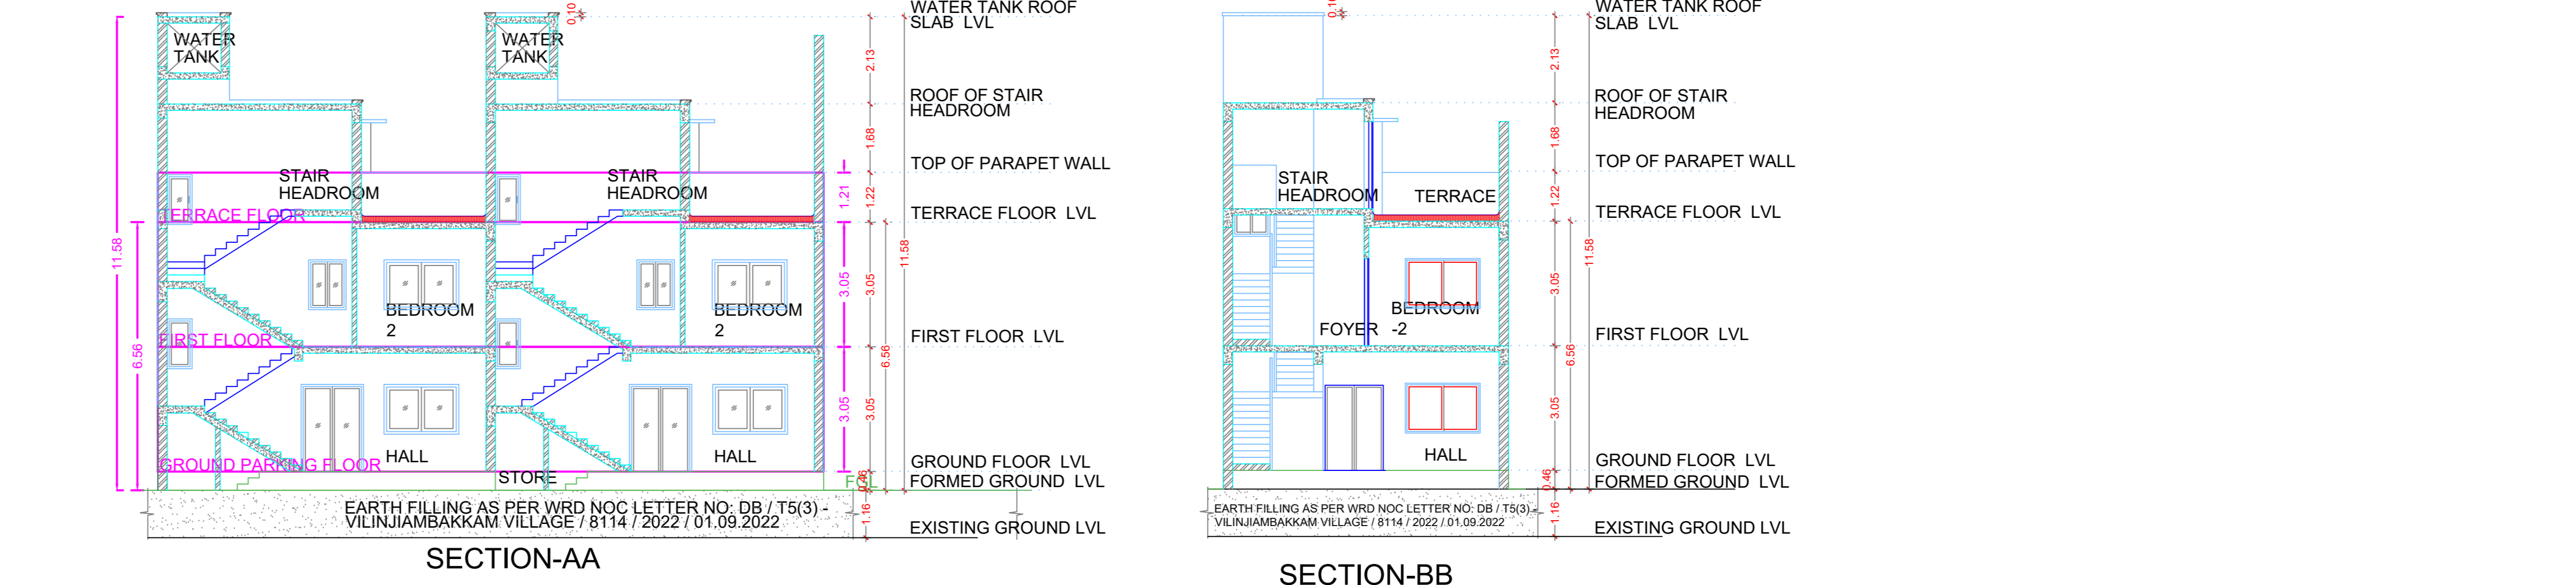 WATER TANK ROOF
SLAB LVL
0.10
WATER
TANK
WATER
TANK
2.13
ROOF OF STAIR
HEADROOM
1.68
TOP OF PARAPET WALL
STAIR
HEADROOM
STAIR
HEADROOM
1.21
1.22
TERRACE FLOOR
TERRACE FLOOR LVL
11.58
11.58
3.05
3.05
BEDROOM
2
BEDROOM
2
FIRST FLOOR
FIRST FLOOR LVL
6.56
6.56
3.05
3.05
HALL
HALL
GROUND PARKING FLOOR
GROUND FLOOR LVL
STORE
FGL
0.46
FORMED GROUND LVL
EARTH FILLING AS PER WRD NOC LETTER NO: DB / T5(3) -
VILINJIAMBAKKAM VILLAGE / 8114 / 2022 / 01.09.2022
1.16
EXISTING GROUND LVL
SECTION-AA
WATER TANK ROOF
SLAB LVL
0.10
2.13
ROOF OF STAIR
HEADROOM
1.68
TOP OF PARAPET WALL
STAIR
HEADROOM
TERRACE
1.22
TERRACE FLOOR LVL
11.58
3.05
BEDROOM
FOYER -2
FIRST FLOOR LVL
6.56
3.05
HALL
GROUND FLOOR LVL
0.46
FORMED GROUND LVL
EARTH FILLING AS PER WRD NOC LETTER NO: DB / T5(3) -
VILINJIAMBAKKAM VILLAGE / 8114 / 2022 / 01.09.2022
1.16
EXISTING GROUND LVL
SECTION-BB